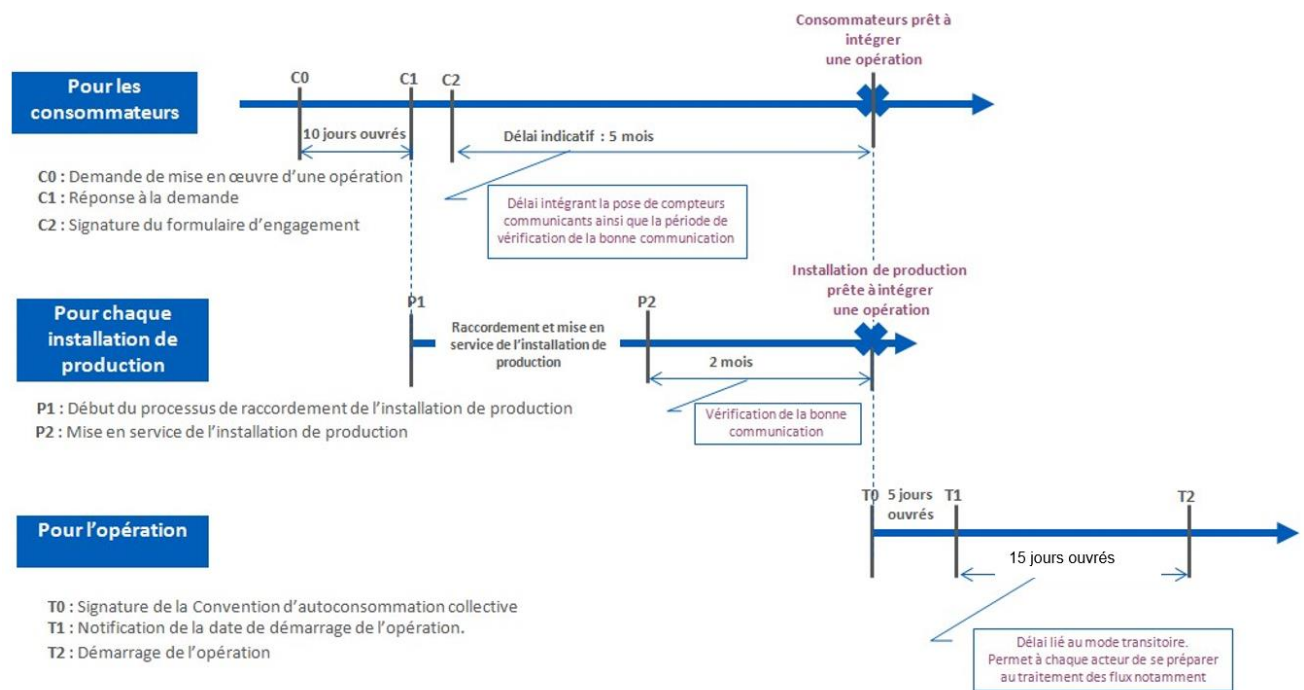 Consommateurs prêt à
intégrer
une opération
Pour les
consommateurs
C0
C1
C2
10 jours ouvrés
Délai indicatif : 5 mois
C0 : Demande de mise en œuvre d'une opération
C1 : Réponse à la demande
C2 : Signature du formulaire d'engagement
Délai intégrant la pose de compteurs
communicants ainsi que la période de
vérification de la bonne communication
Installation de production
prête à intégrer
une opération
Pour chaque
installation de
production
P1
P2
Raccordement et mise en
service de l'installation de
production
2 mois
P1 : Début du processus de raccordement de l'installation de production
P2 : Mise en service de l'installation de production
Vérification de la bonne
communication
Pour l'opération
T0
5 jours
ouvrés
T1
T2
15 jours ouvrés
T0 : Signature de la Convention d'autoconsommation collective
T1 : Notification de la date de démarrage de l'opération.
T2 : Démarrage de l'opération
Délai lié au mode transitoire.
Permet à chaque acteur de se préparer
au traitement des flux notamment